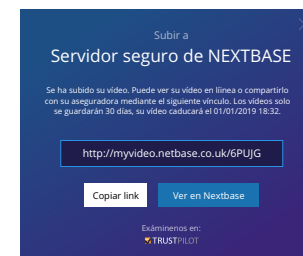 Subir a
Servidor seguro de NEXTBASE
Se ha subido su vídeo. Puede ver su vídeo en líinea o compartirlo
con su aseguradora mediante el siguiente vínculo. Los vídeos solo
se guardarán 30 días, su vídeo caducará el 01/01/2019 18:32.
http://myvideo.netbase.co.uk/6PUJG
Copiar link
Ver en Nextbase
Exáminenos en:
TRUSTPILOT